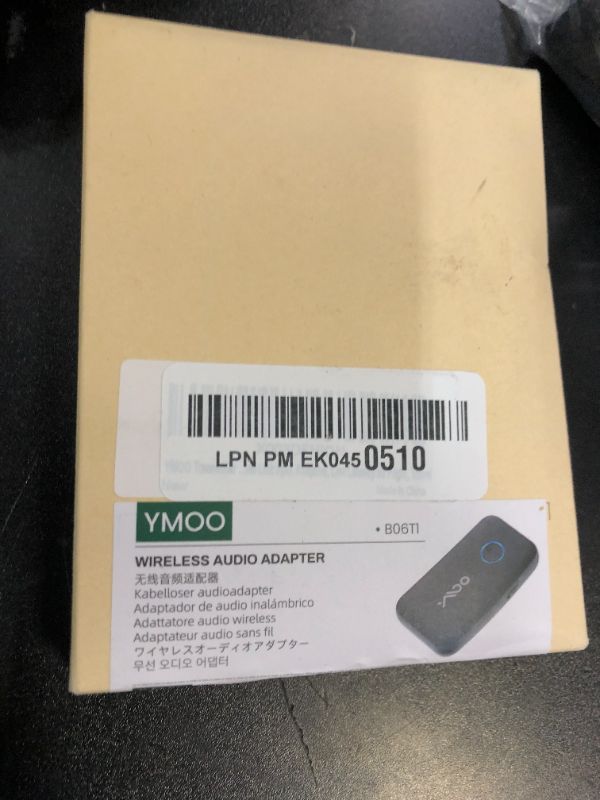 LPN PM EK0450510
YMOO
• B06T1
WIRELESS AUDIO ADAPTER
无线音频适配器
Kabelloser audioadapter
Adaptador de audio inalámbrico
Adattatore audio wireless
Adaptateur audio sans fil
ワイヤレスオーディオアダプター
무선 오디오 어댑터
YMOO